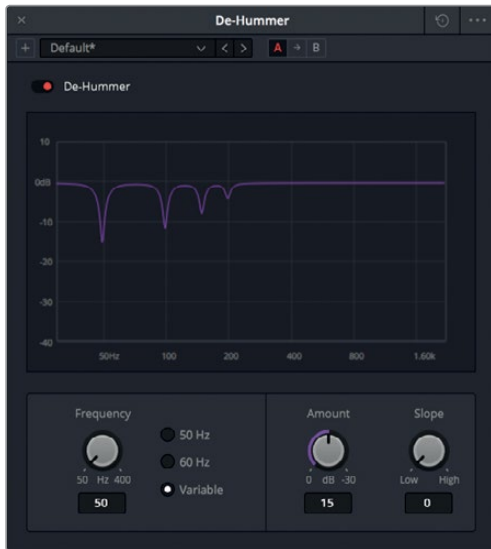 De-Hummer
Default*
A
B
De-Hummer
10
0dB
-10
-20
-30
-40
50Hz 100 200 400 800 1.60k
Frequency
50 Hz
60 Hz
Variable
50 Hz 400
50
Amount
0 dB -30
15
Slope
Low High
0